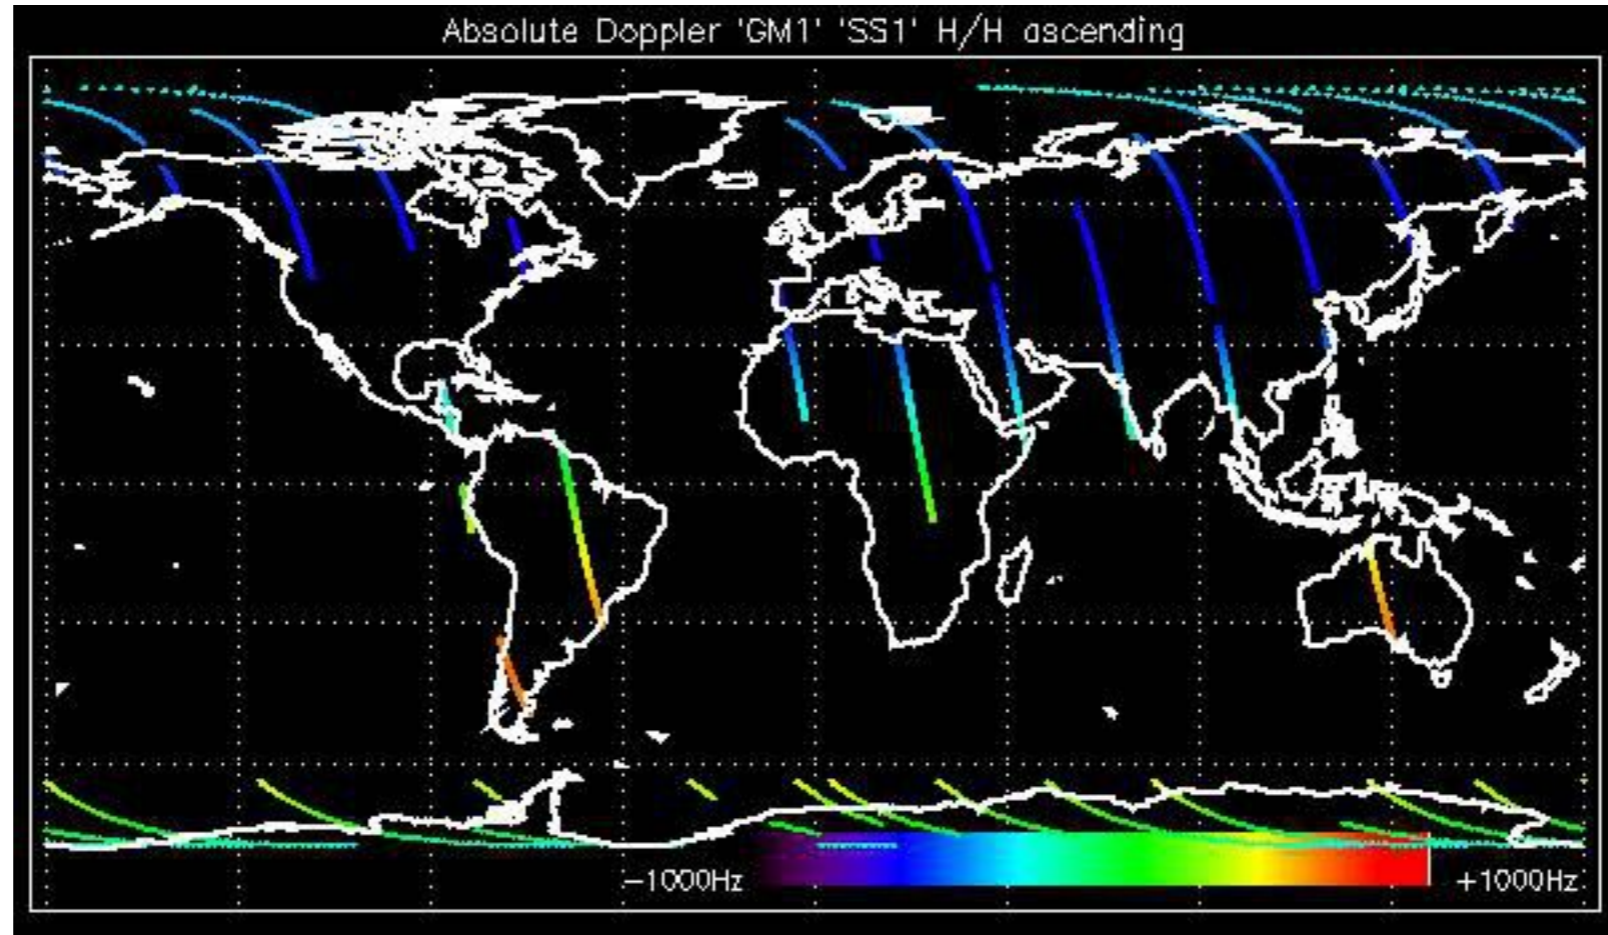 Absolute Doppler 'GM1' 'SS1' H/H ascending
−1000Hz +1000Hz